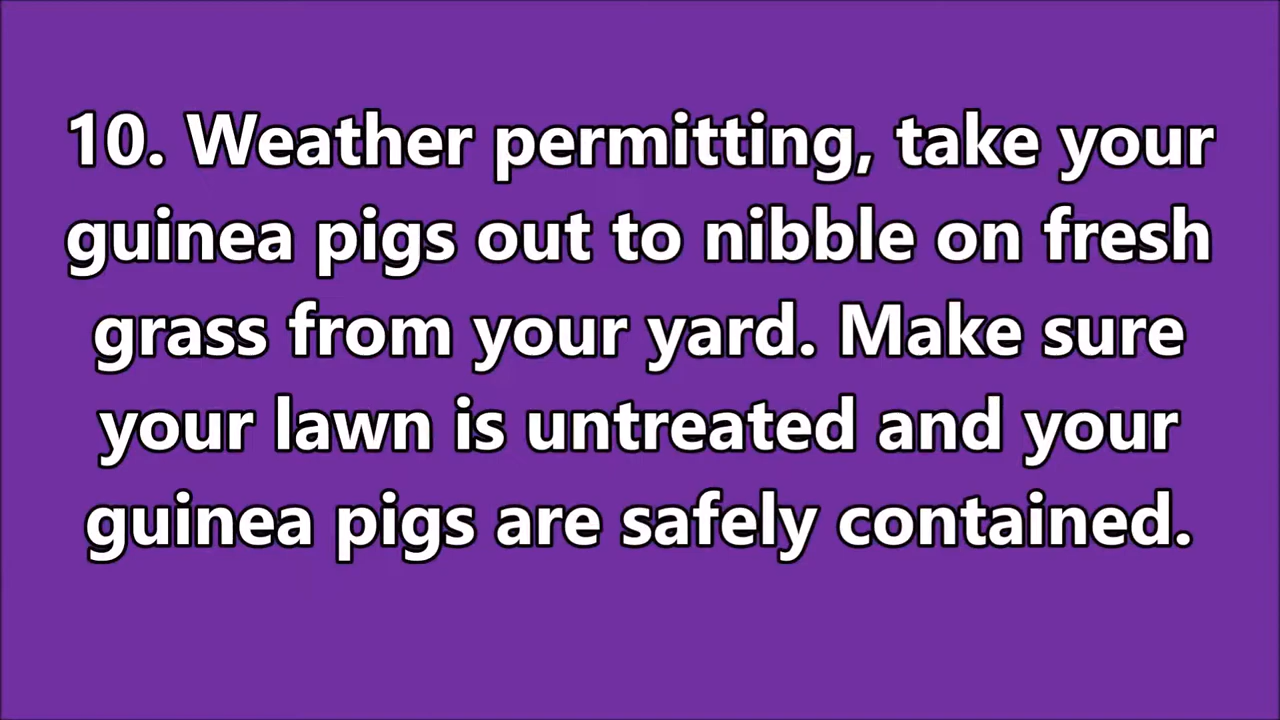 10. Weather permitting, take your
guinea pigs out to nibble on fresh
grass from your yard. Make sure
your lawn is untreated and your
guinea pigs are safely contained.